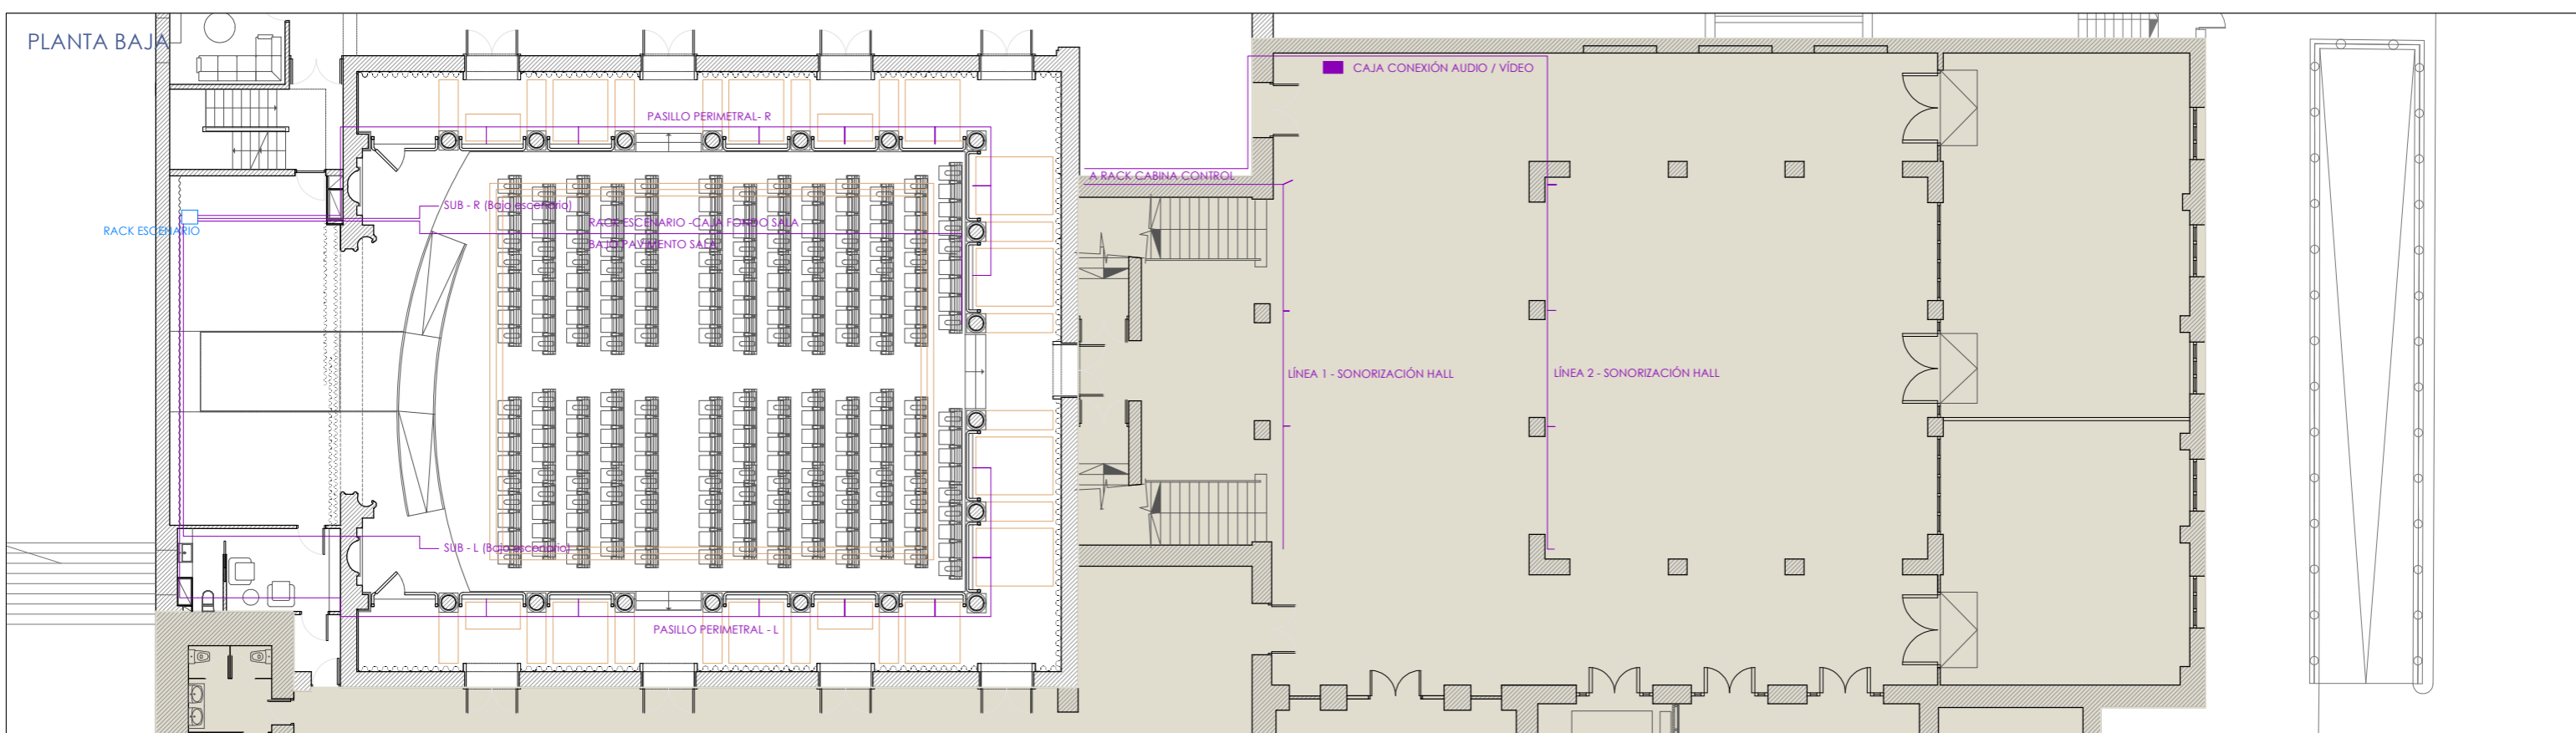 PLANTA BAJA
CAJA CONEXIÓN AUDIO / VÍDEO
PASILLO PERIMETRAL- R
A RACK CABINA CONTROL
SUB - R (Bajo escenario)
RACK ESCENARIO -CAJA FONDO SALA
BAJO PAVIMENTO SALA
RACK ESCENARIO
LÍNEA 1 - SONORIZACIÓN HALL
LÍNEA 2 - SONORIZACIÓN HALL
SUB - L (Bajo escenario)
PASILLO PERIMETRAL - L